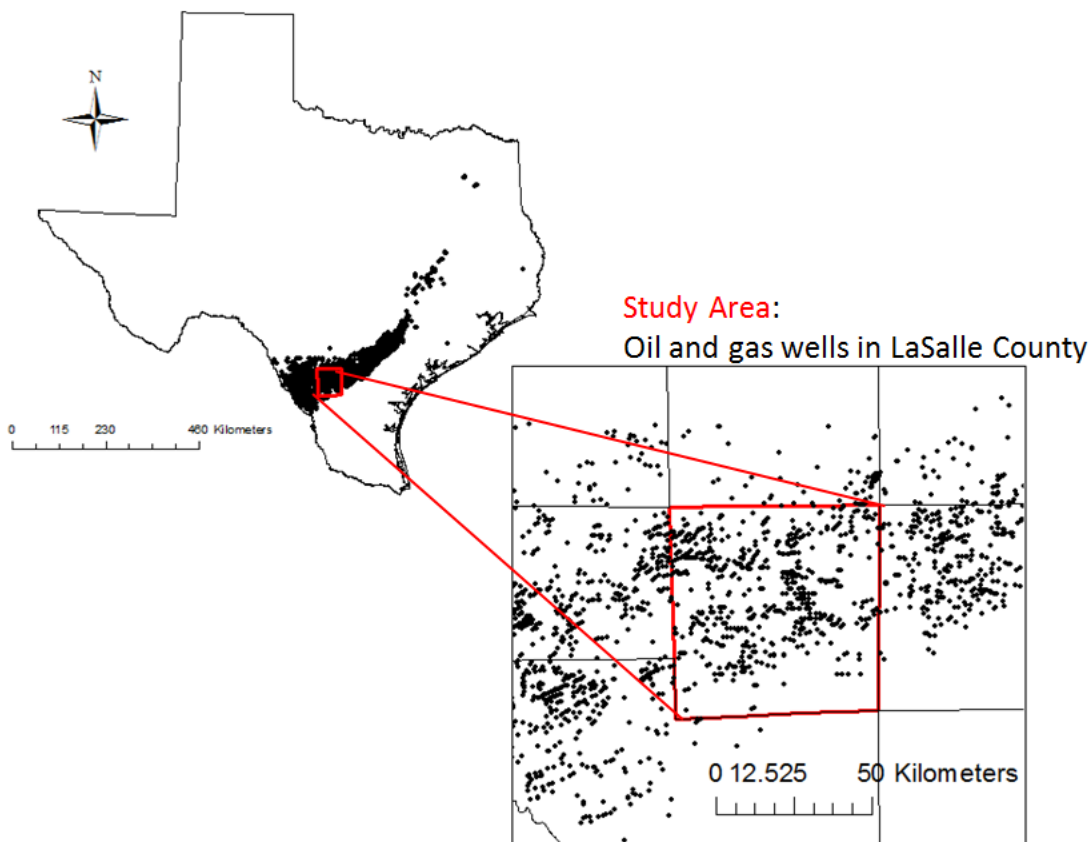 N
Study Area:
Oil and gas wells in LaSalle County
0 115 230 460 Kilometers
0 12.525 50 Kilometers